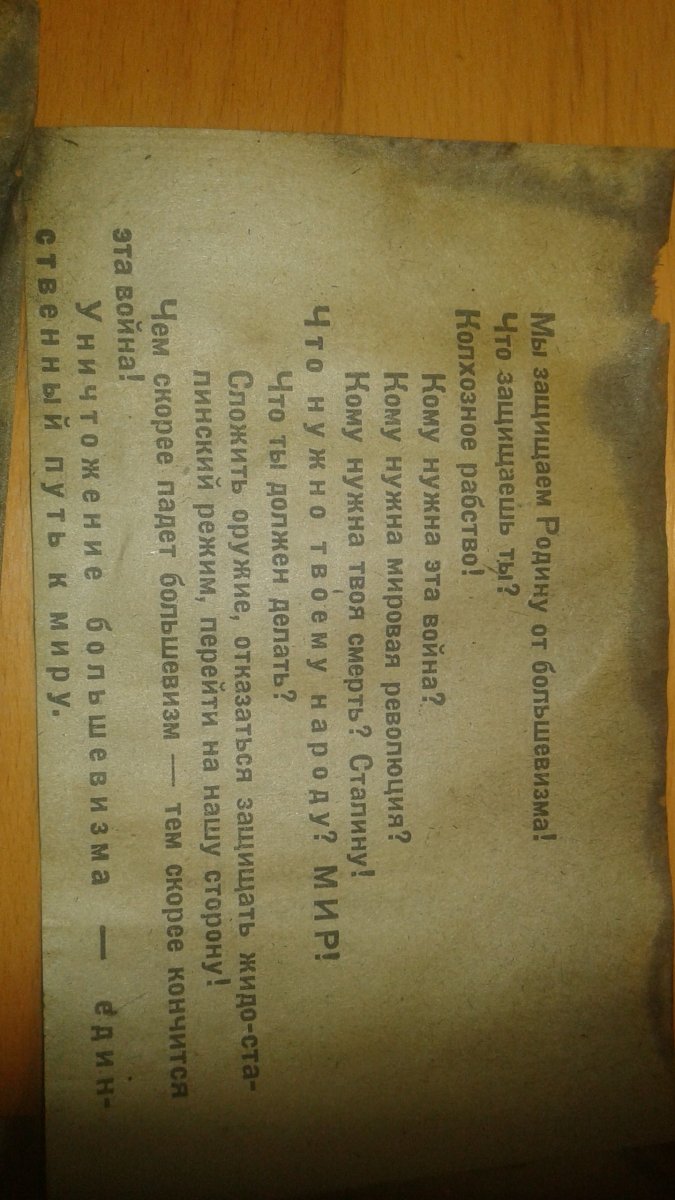 Мы защищаем Родину от большевизма!
Что защищаешь ты?
Колхозное рабство!
Кому нужна эта война?
Кому нужна мировая революция?
Кому нужна твоя смерть? Сталину!
Что нужно твоему народу? МИР!
Что ты должен делать?
Сложить оружие, отказаться защищать жидо-ста-
линский режим, перейти на нашу сторону!
Чем скорее падет большевизм — тем скорее кончится
эта война!
Уничтожение большевизма — един-
ственный путь к миру.